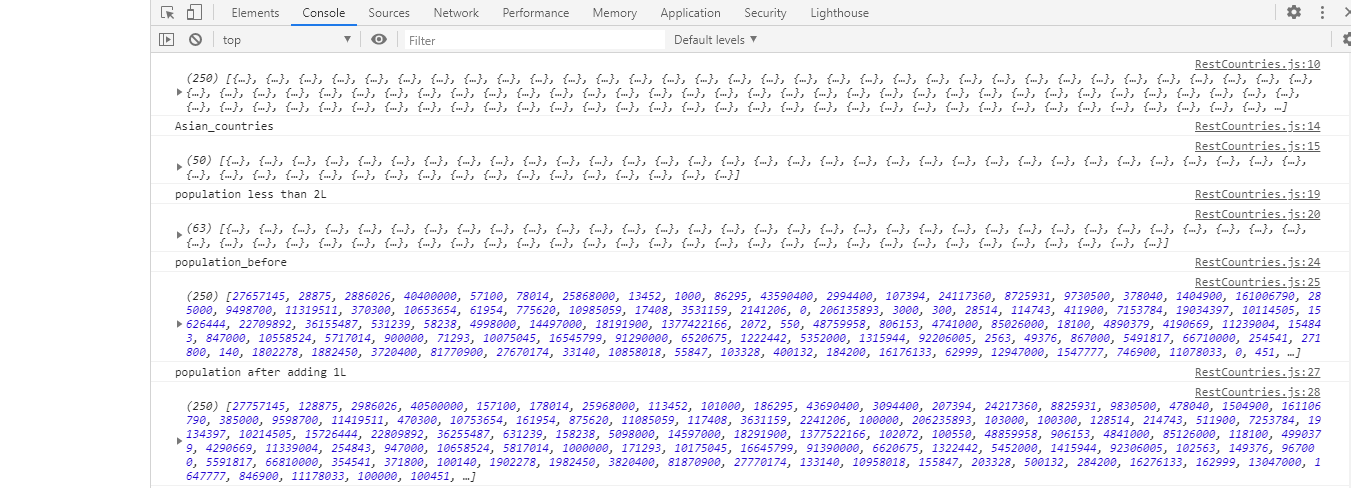 Elements Console Sources Network Performance Memory Application Security Lighthouse
top Filter Default levels
RestCountries.js:10
(250) [{…}, {…}, {…}, {…}, {…}, {…}, {…}, {…}, {…}, {…}, {…}, {…}, {…}, {…}, {…}, {…}, {…}, {…}, {…}, {…}, {…}, {…}, {…}, {…}, {…}, {…}, {…}, {…}, {…}, {…}, {…}, {…}, {…},
{…}, {…}, {…}, {…}, {…}, {…}, {…}, {…}, {…}, {…}, {…}, {…}, {…}, {…}, {…}, {…}, {…}, {…}, {…}, {…}, {…}, {…}, {…}, {…}, {…}, {…}, {…}, {…}, {…}, {…}, {…}, {…}, {…}, {…},
{…}, {…}, {…}, {…}, {…}, {…}, {…}, {…}, {…}, {…}, {…}, {…}, {…}, {…}, {…}, {…}, {…}, {…}, {…}, {…}, {…}, {…}, {…}, {…}, {…}, {…}, {…}, {…}, {…}, {…}, {…}, {…}, {…}, …]
Asian_countries RestCountries.js:14
RestCountries.js:15
(50) [{…}, {…}, {…}, {…}, {…}, {…}, {…}, {…}, {…}, {…}, {…}, {…}, {…}, {…}, {…}, {…}, {…}, {…}, {…}, {…}, {…}, {…}, {…}, {…}, {…}, {…}, {…}, {…}, {…}, {…}, {…}, {…}, {…},
{…}, {…}, {…}, {…}, {…}, {…}, {…}, {…}, {…}, {…}, {…}, {…}, {…}, {…}, {…}, {…}, {…}]
population less than 2L RestCountries.js:19
RestCountries.js:20
(63) [{…}, {…}, {…}, {…}, {…}, {…}, {…}, {…}, {…}, {…}, {…}, {…}, {…}, {…}, {…}, {…}, {…}, {…}, {…}, {…}, {…}, {…}, {…}, {…}, {…}, {…}, {…}, {…}, {…}, {…}, {…}, {…}, {…},
{…}, {…}, {…}, {…}, {…}, {…}, {…}, {…}, {…}, {…}, {…}, {…}, {…}, {…}, {…}, {…}, {…}, {…}, {…}, {…}, {…}, {…}, {…}, {…}, {…}, {…}, {…}, {…}, {…}, {…}]
population_before RestCountries.js:24
RestCountries.js:25
(250) [27657145, 28875, 2886026, 40400000, 57100, 78014, 25868000, 13452, 1000, 86295, 43590400, 2994400, 107394, 24117360, 8725931, 9730500, 378040, 1404900, 161006790, 28
5000, 9498700, 11319511, 370300, 10653654, 61954, 775620, 10985059, 17408, 3531159, 2141206, 0, 206135893, 3000, 300, 28514, 114743, 411900, 7153784, 19034397, 10114505, 15
626444, 22709892, 36155487, 531239, 58238, 4998000, 14497000, 18191900, 1377422166, 2072, 550, 48759958, 806153, 4741000, 85026000, 18100, 4890379, 4190669, 11239004, 15484
3, 847000, 10558524, 5717014, 900000, 71293, 10075045, 16545799, 91290000, 6520675, 1222442, 5352000, 1315944, 92206005, 2563, 49376, 867000, 5491817, 66710000, 254541, 271
800, 140, 1802278, 1882450, 3720400, 81770900, 27670174, 33140, 10858018, 55847, 103328, 400132, 184200, 16176133, 62999, 12947000, 1547777, 746900, 11078033, 0, 451, …]
population after adding 1L RestCountries.js:27
RestCountries.js:28
(250) [27757145, 128875, 2986026, 40500000, 157100, 178014, 25968000, 113452, 101000, 186295, 43690400, 3094400, 207394, 24217360, 8825931, 9830500, 478040, 1504900, 161106
790, 385000, 9598700, 11419511, 470300, 10753654, 161954, 875620, 11085059, 117408, 3631159, 2241206, 100000, 206235893, 103000, 100300, 128514, 214743, 511900, 7253784, 19
134397, 10214505, 15726444, 22809892, 36255487, 631239, 158238, 5098000, 14597000, 18291900, 1377522166, 102072, 100550, 48859958, 906153, 4841000, 85126000, 118100, 499037
9, 4290669, 11339004, 254843, 947000, 10658524, 5817014, 1000000, 171293, 10175045, 16645799, 91390000, 6620675, 1322442, 5452000, 1415944, 92306005, 102563, 149376, 96700
0, 5591817, 66810000, 354541, 371800, 100140, 1902278, 1982450, 3820400, 81870900, 27770174, 133140, 10958018, 155847, 203328, 500132, 284200, 16276133, 162999, 13047000, 1
647777, 846900, 11178033, 100000, 100451, …]